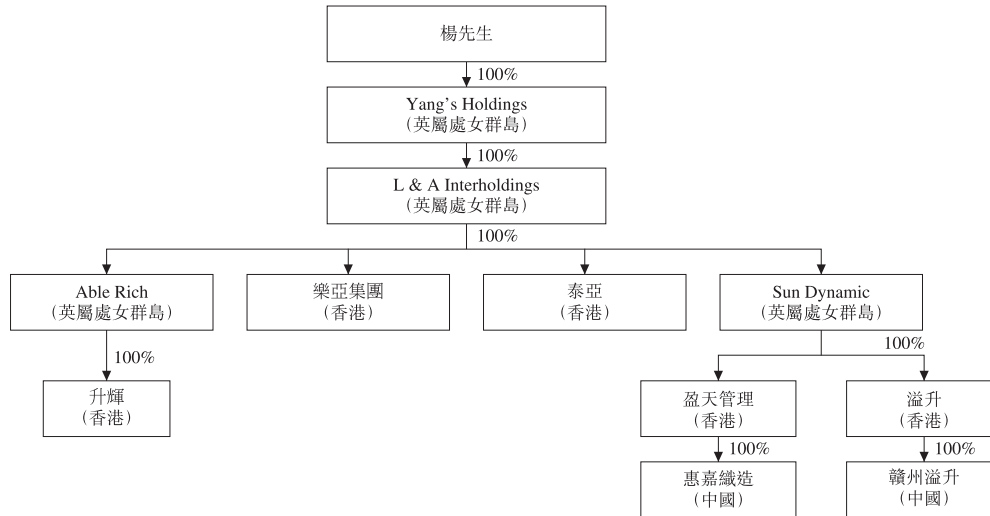 楊先生
100%
Yang's Holdings
（英屬處女群島）
100%
L & A Interholdings
（英屬處女群島）
100%
Able Rich
（英屬處女群島）
樂亞集團
（香港）
泰亞
（香港）
Sun Dynamic
（英屬處女群島）
100%
100%
升輝
（香港）
盈天管理
（香港）
溢升
（香港）
100%
100%
惠嘉織造
（中國）
贛州溢升
（中國）